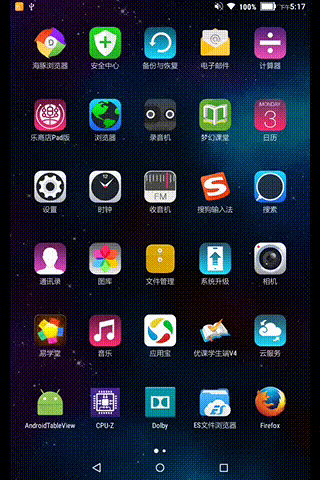 100% 下午5:17
海豚浏览器 安全中心 备份与恢复 电子邮件 计算器
MONDAY
3
乐商店Pad版 浏览器 录音机 梦幻课堂 日历
FM
设置 时钟 收音机 搜狗输入法 搜索
通讯录 图库 文件管理 系统升级 相机
易学堂 音乐 应用宝 优课学生端V4 云服务
CPU
ES
AndroidTableView CPU-Z Dolby ES文件浏览器 Firefox